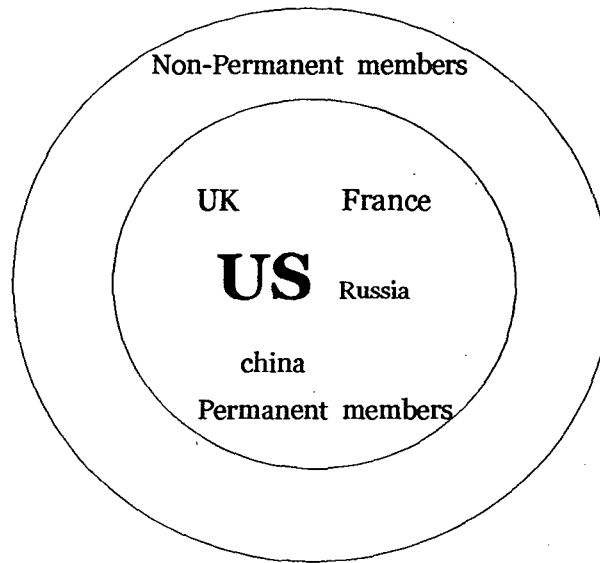 Non-Permanent members
UK France
US Russia
china
Permanent members